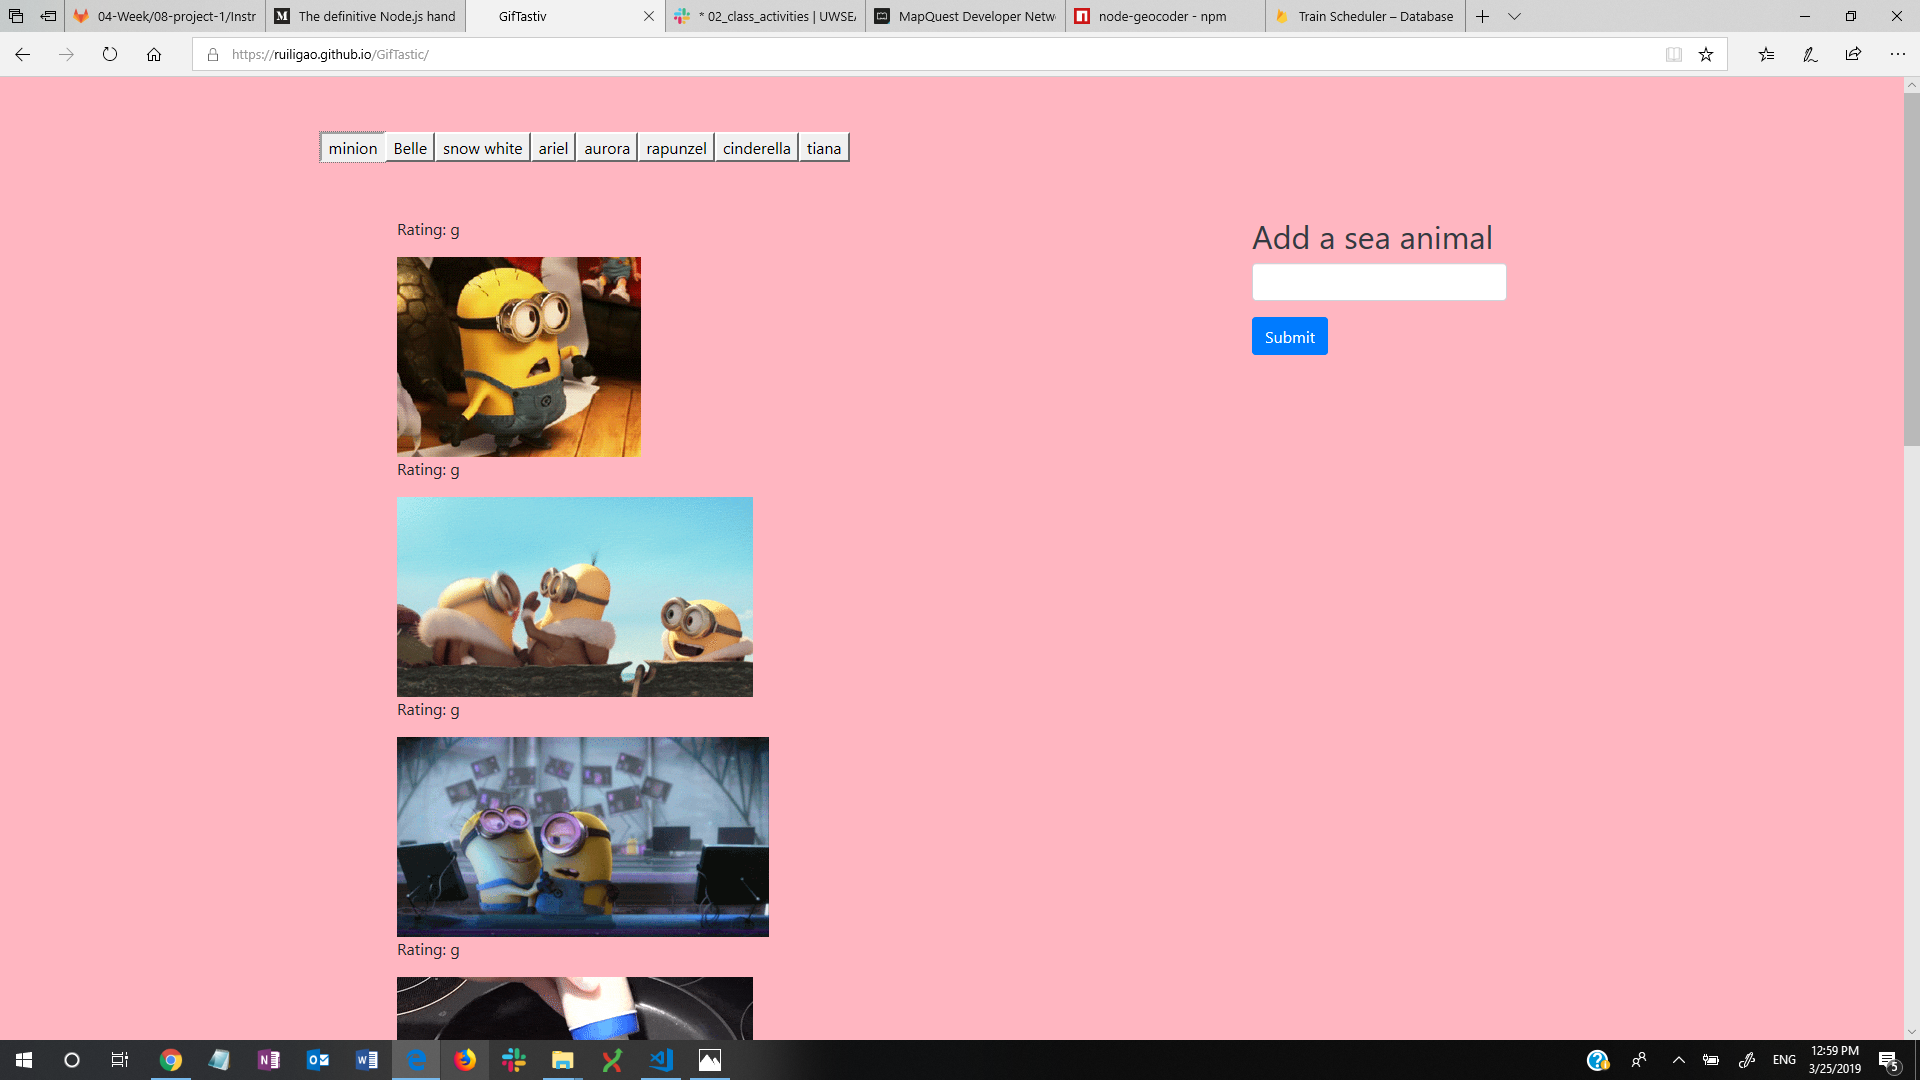 04-Week/08-project-1/Instr
The definitive Node.js hand
GifTastiv
* 02_class_activities | UWSEA
MapQuest Developer Netw
node-geocoder - npm
Train Scheduler – Database
https://ruiligao.github.io/GifTastic/
minion
Belle
snow white
ariel
aurora
rapunzel
cinderella
tiana
Rating: g
Add a sea animal
Submit
Rating: g
Rating: g
Rating: g
ENG
12:59 PM
3/25/2019
5